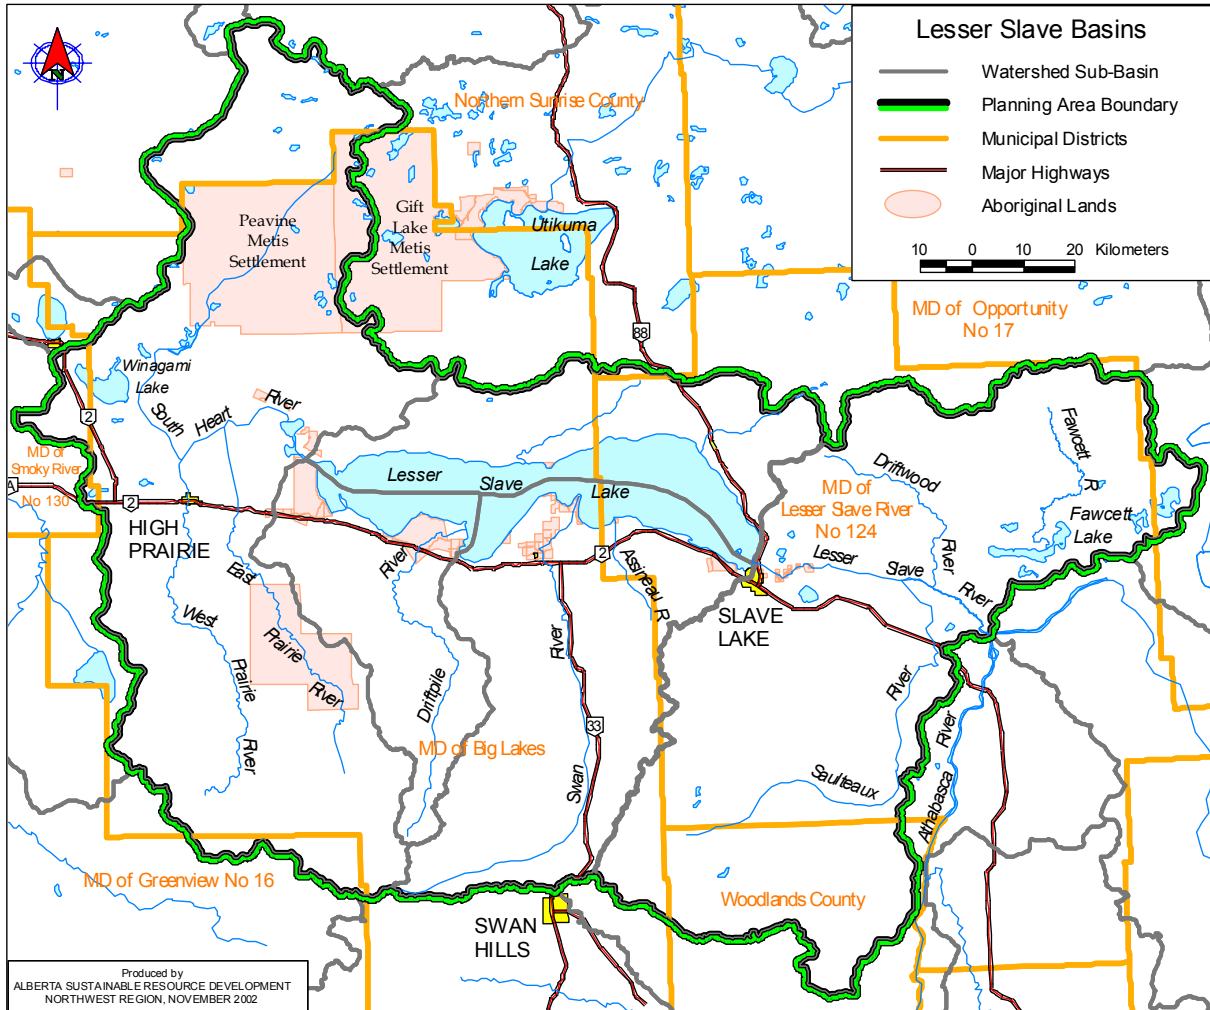 Lesser Slave Basins
Watershed Sub-Basin
Planning Area Boundary
Municipal Districts
Major Highways
Aboriginal Lands
10 0 10 20 Kilometers
N
Northern Sunrise County
Peavine
Metis
Settlement
Gift
Lake
Metis
Settlement
Utikuma
Lake
MD of Opportunity
No 17
88
Winagami
Lake
South
Heart
River
2
MD of
Smoky River
No 130
A
2
HIGH
PRAIRIE
Lesser
Slave
Lake
Driftwood
River
MD of
Lesser Slave River
No 124
Fawcett
R
Fawcett
Lake
Lesser
Slave
River
2
Assineau R
SLAVE
LAKE
East
Prairie
River
West
Prairie
River
River
Driftpile
River
Swan
33
MD of Big Lakes
River
Saulteaux
River
Athabasca
MD of Greenview No 16
Woodlands County
SWAN
HILLS
Produced by
ALBERTA SUSTAINABLE RESOURCE DEVELOPMENT
NORTHWEST REGION, NOVEMBER 2002